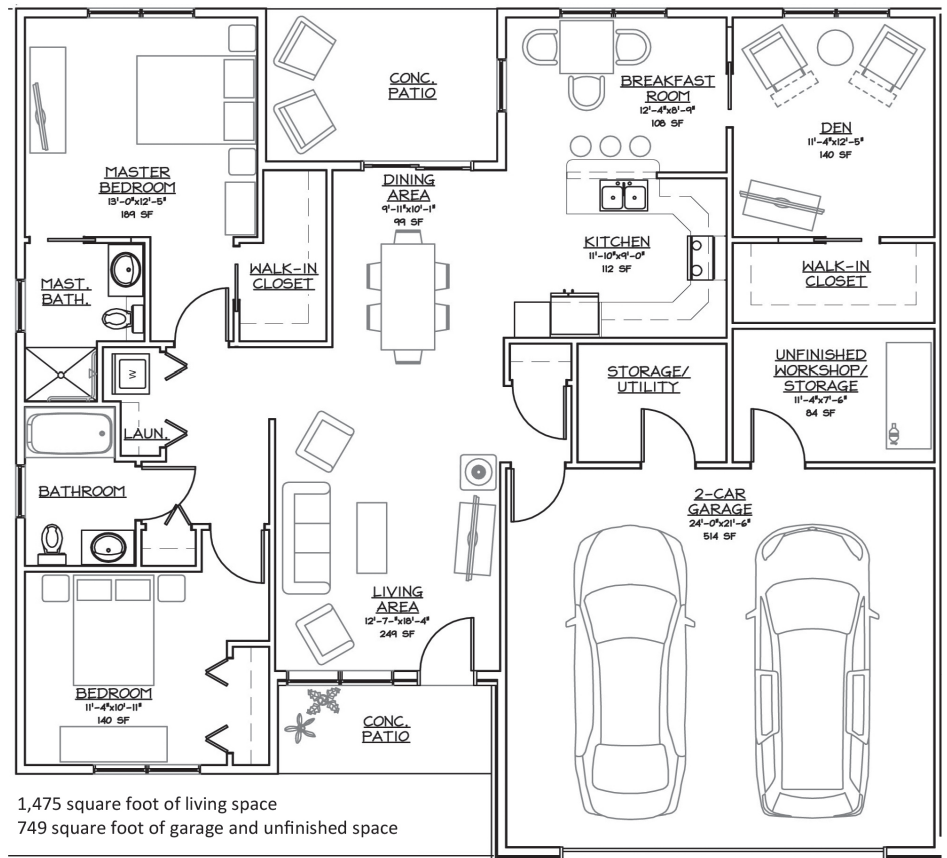 CONC.
PATIO
BREAKFAST
ROOM
12'-4"x8'-9"
108 SF
DEN
11'-4"x12'-5"
140 SF
MASTER
BEDROOM
13'-0"x12'-5"
189 SF
DINING
AREA
9'-11"x10'-1"
99 SF
KITCHEN
11'-10"x9'-0"
112 SF
WALK-IN
CLOSET
WALK-IN
CLOSET
MAST.
BATH.
W
STORAGE/
UTILITY
UNFINISHED
WORKSHOP/
STORAGE
11'-4"x7'-6"
84 SF
LAUN.
BATHROOM
2-CAR
GARAGE
24'-0"x21'-6"
514 SF
LIVING
AREA
12'-7-"x18'-4"
249 SF
BEDROOM
11'-4"x10'-11"
140 SF
CONC.
PATIO
1,475 square foot of living space
749 square foot of garage and unfinished space